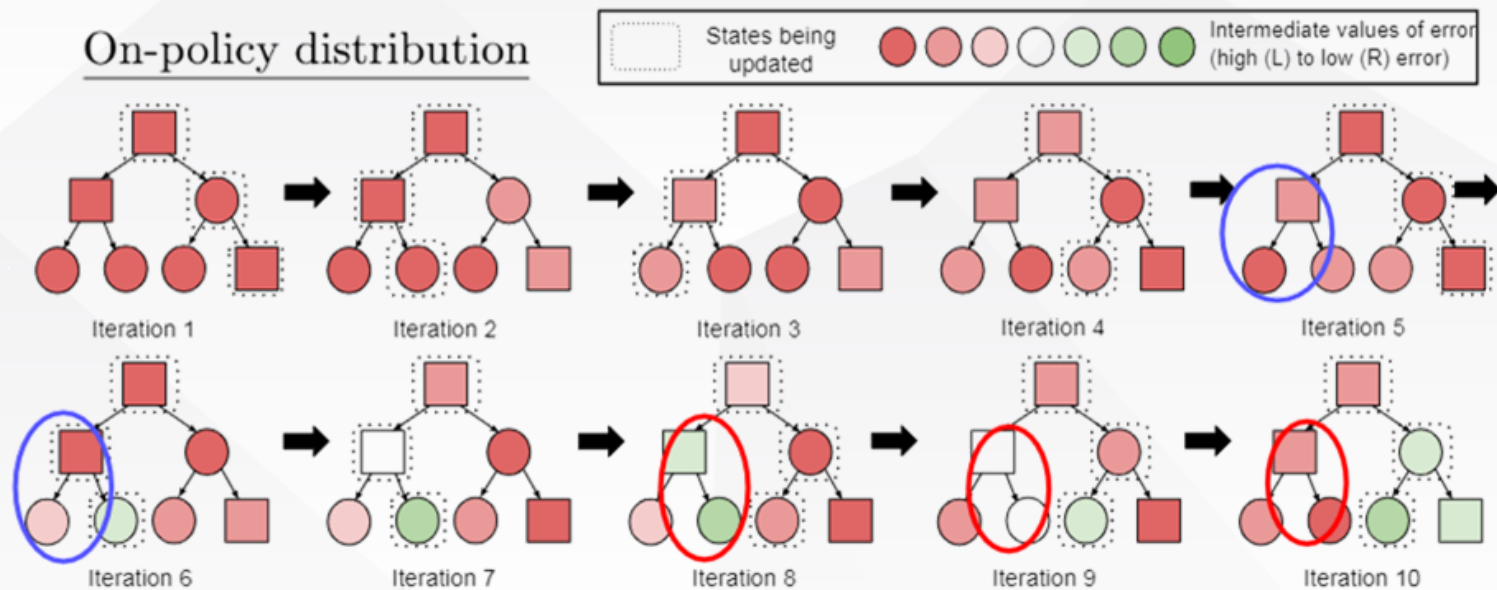 On-policy distribution
States being
updated
Intermediate values of error
(high (L) to low (R) error)
Iteration 1
Iteration 2
Iteration 3
Iteration 4
Iteration 5
Iteration 6
Iteration 7
Iteration 8
Iteration 9
Iteration 10